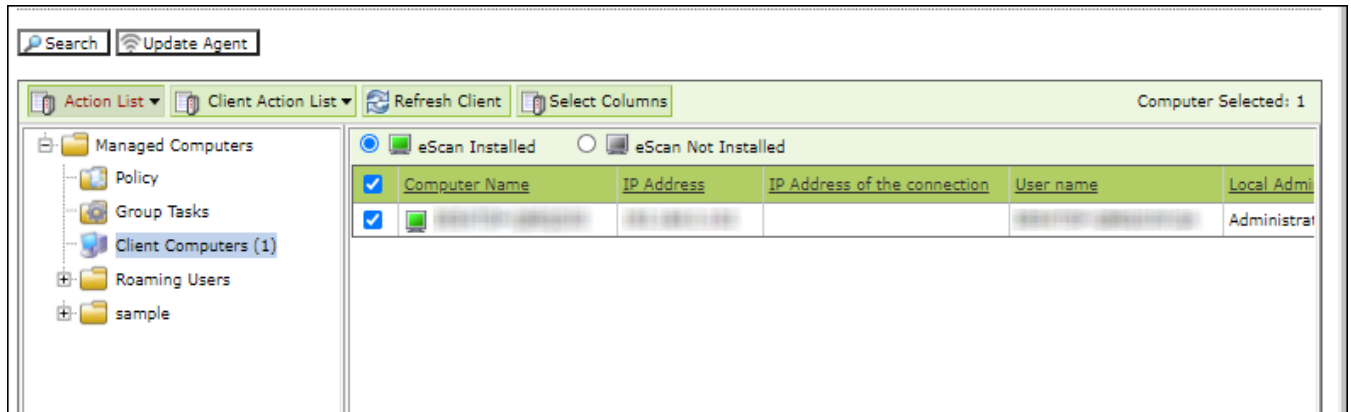 Search Update Agent
Action List Client Action List Refresh Client Select Columns Computer Selected: 1
Managed Computers
Policy
Group Tasks
Client Computers (1)
Roaming Users
sample
eScan Installed eScan Not Installed
Computer Name IP Address IP Address of the connection User name Local Admi
Administrat